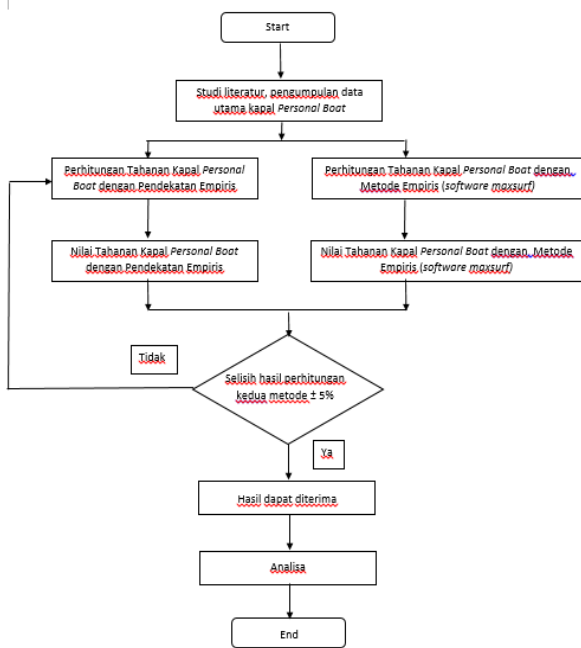 Start
Studi literatur, pengumpulan data
utama kapal Personal Boat
Perhitungan Tahanan Kapal Personal
Boat dengan Pendekatan Empiris
Perhitungan Tahanan Kapal Personal Boat dengan
Metode Empiris (software maxsurf)
Nilai Tahanan Kapal Personal Boat
dengan Pendekatan Empiris
Nilai Tahanan Kapal Personal Boat dengan Metode
Empiris (software maxsurf)
Tidak
Selisih hasil perhitungan
kedua metode ± 5%
Ya
Hasil dapat diterima
Analisa
End